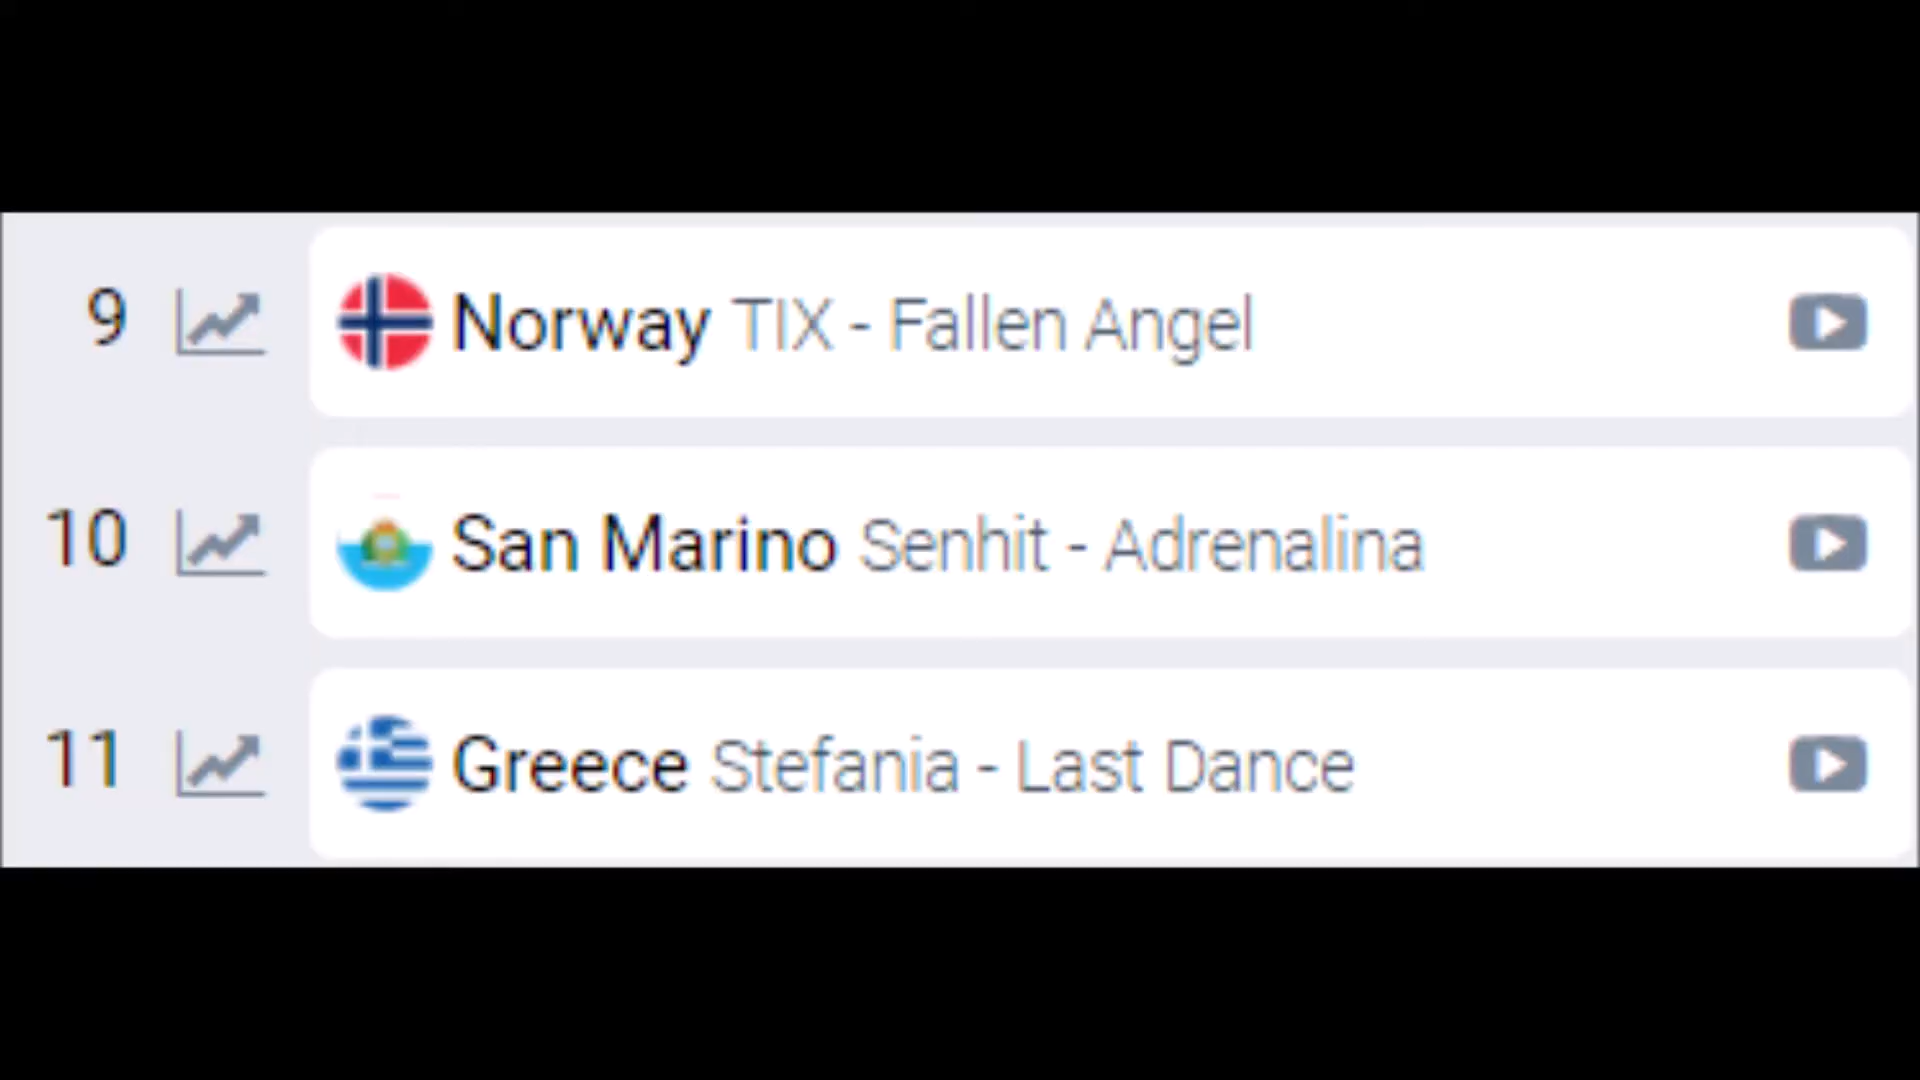 9 Norway TIX - Fallen Angel
10 San Marino Senhit - Adrenalina
11 Greece Stefania - Last Dance